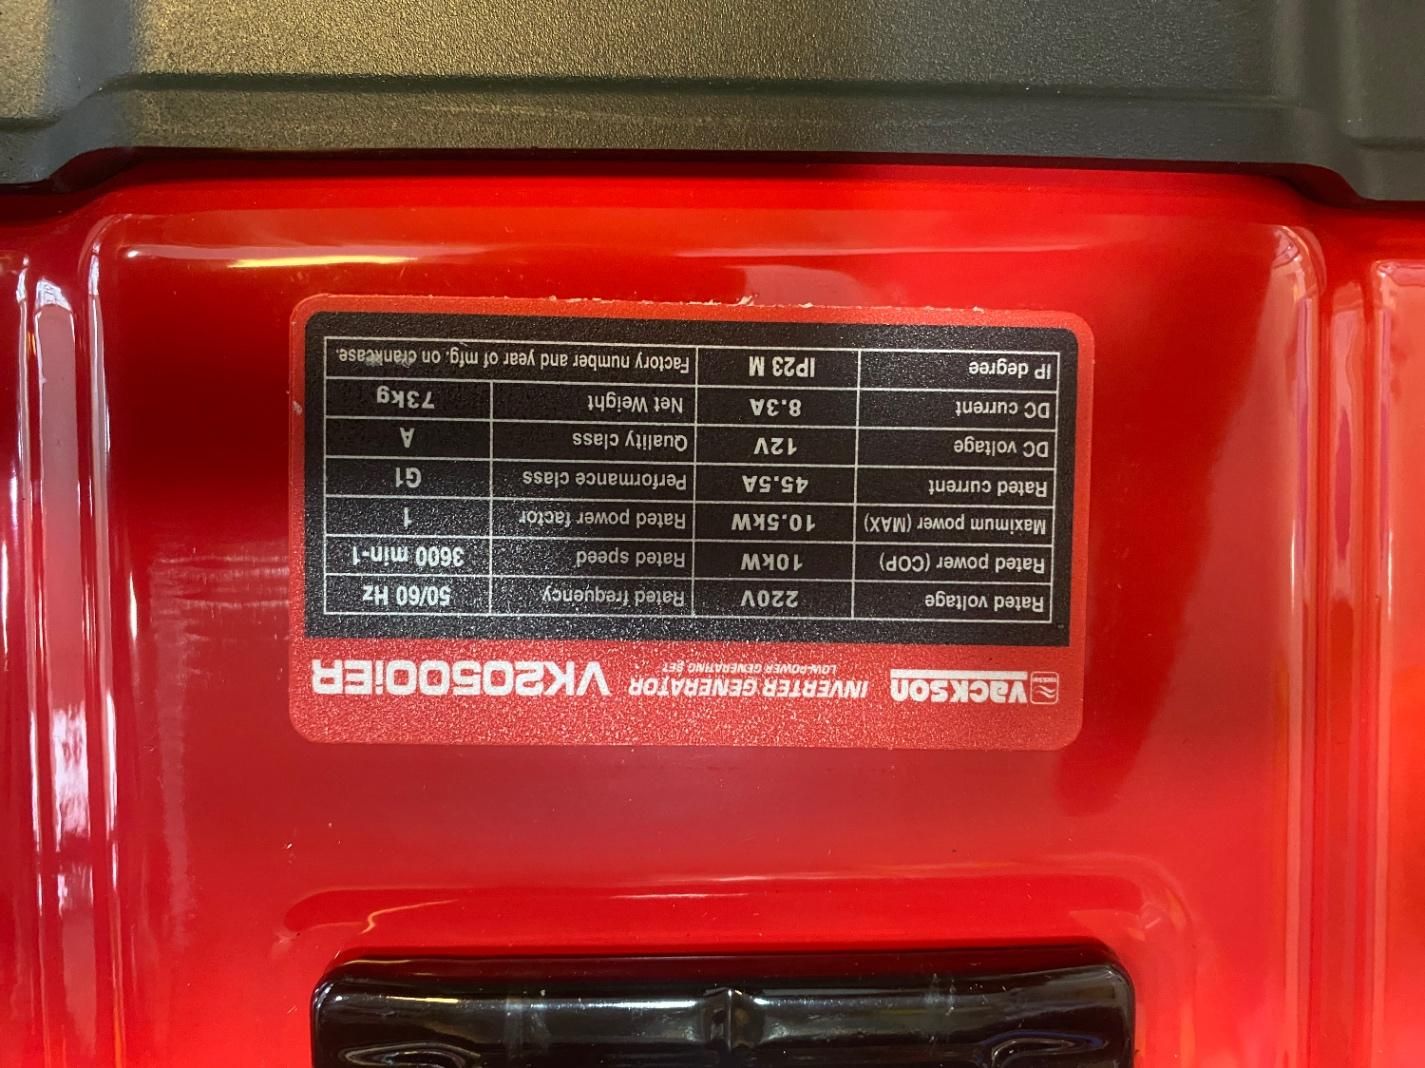 vackson INVERTER GENERATOR VK20500iER
LOW-POWER GENERATING SET
Rated voltage 220V Rated frequency 50/60 Hz
Rated power (COP) 10kW Rated speed 3600 min-1
Maximum power (MAX) 10.5kW Rated power factor 1
Rated current 45.5A Performance class G1
DC voltage 12V Quality class A
DC current 8.3A Net Weight 73kg
IP degree IP23 M Factory number and year of mfg. on crankcase.